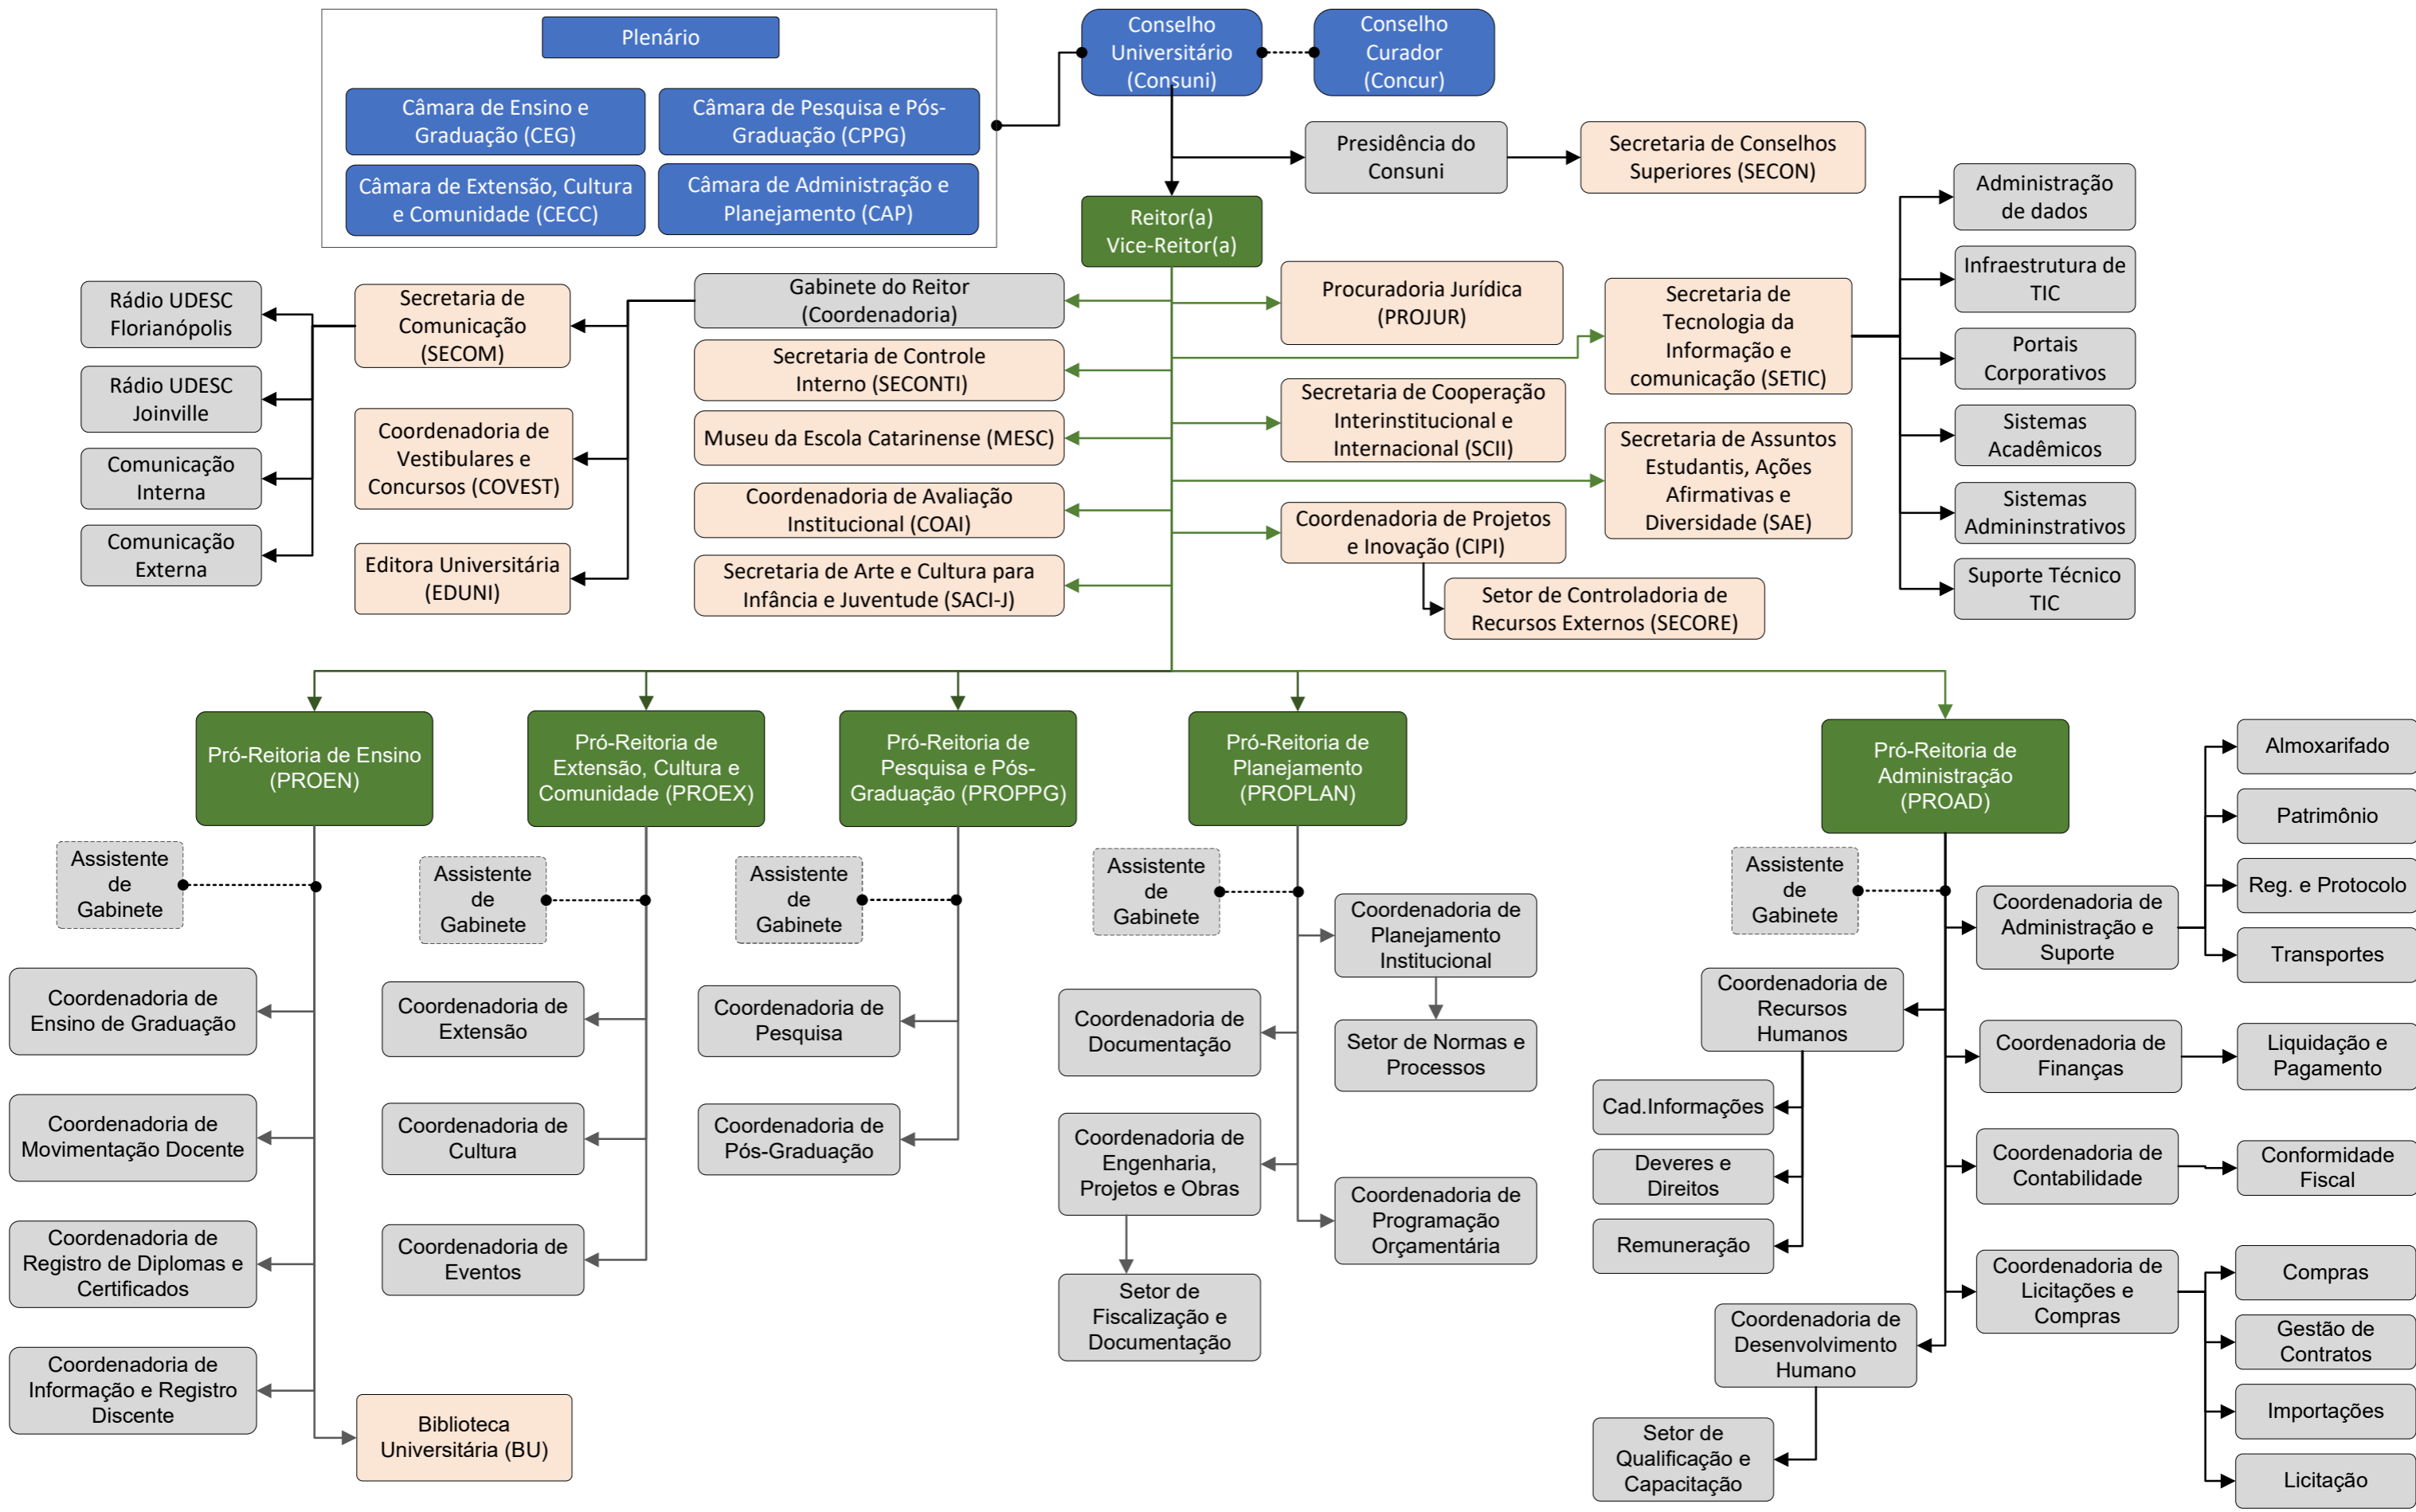 Plenário
Câmara de Ensino e
Graduação (CEG)
Câmara de Pesquisa e Pós-
Graduação (CPPG)
Câmara de Extensão, Cultura
e Comunidade (CECC)
Câmara de Administração e
Planejamento (CAP)
Conselho
Universitário
(Consuni)
Conselho
Curador
(Concur)
Presidência do
Consuni
Secretaria de Conselhos
Superiores (SECON)
Reitor(a)
Vice-Reitor(a)
Rádio UDESC
Florianópolis
Rádio UDESC
Joinville
Comunicação
Interna
Comunicação
Externa
Secretaria de
Comunicação
(SECOM)
Coordenadoria de
Vestibulares e
Concursos (COVEST)
Editora Universitária
(EDUNI)
Gabinete do Reitor
(Coordenadoria)
Secretaria de Controle
Interno (SECONTI)
Museu da Escola Catarinense (MESC)
Coordenadoria de Avaliação
Institucional (COAI)
Secretaria de Arte e Cultura para
Infância e Juventude (SACI-J)
Procuradoria Jurídica
(PROJUR)
Secretaria de Cooperação
Interinstitucional e
Internacional (SCII)
Coordenadoria de Projetos
e Inovação (CIPI)
Setor de Controladoria de
Recursos Externos (SECORE)
Secretaria de
Tecnologia da
Informação e
comunicação (SETIC)
Secretaria de Assuntos
Estudantis, Ações
Afirmativas e
Diversidade (SAE)
Administração
de dados
Infraestrutura de
TIC
Portais
Corporativos
Sistemas
Acadêmicos
Sistemas
Admininstrativos
Suporte Técnico
TIC
Pró-Reitoria de Ensino
(PROEN)
Assistente
de
Gabinete
Coordenadoria de
Ensino de Graduação
Coordenadoria de
Movimentação Docente
Coordenadoria de
Registro de Diplomas e
Certificados
Coordenadoria de
Informação e Registro
Discente
Biblioteca
Universitária (BU)
Pró-Reitoria de
Extensão, Cultura e
Comunidade (PROEX)
Assistente
de
Gabinete
Coordenadoria de
Extensão
Coordenadoria de
Cultura
Coordenadoria de
Eventos
Pró-Reitoria de
Pesquisa e Pós-
Graduação (PROPPG)
Assistente
de
Gabinete
Coordenadoria de
Pesquisa
Coordenadoria de
Pós-Graduação
Pró-Reitoria de
Planejamento
(PROPLAN)
Assistente
de
Gabinete
Coordenadoria de
Planejamento
Institucional
Setor de Normas e
Processos
Coordenadoria de
Documentação
Coordenadoria de
Engenharia,
Projetos e Obras
Setor de
Fiscalização e
Documentação
Coordenadoria de
Programação
Orçamentária
Pró-Reitoria de
Administração
(PROAD)
Assistente
de
Gabinete
Coordenadoria de
Administração e
Suporte
Almoxarifado
Patrimônio
Reg. e Protocolo
Transportes
Coordenadoria de
Recursos
Humanos
Cad.Informações
Deveres e
Direitos
Remuneração
Coordenadoria de
Finanças
Liquidação e
Pagamento
Coordenadoria de
Contabilidade
Conformidade
Fiscal
Coordenadoria de
Licitações e
Compras
Compras
Gestão de
Contratos
Importações
Licitação
Coordenadoria de
Desenvolvimento
Humano
Setor de
Qualificação e
Capacitação